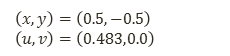 (x, y) = (0.5, −0.5)
(u, v) = (0.483,0.0)